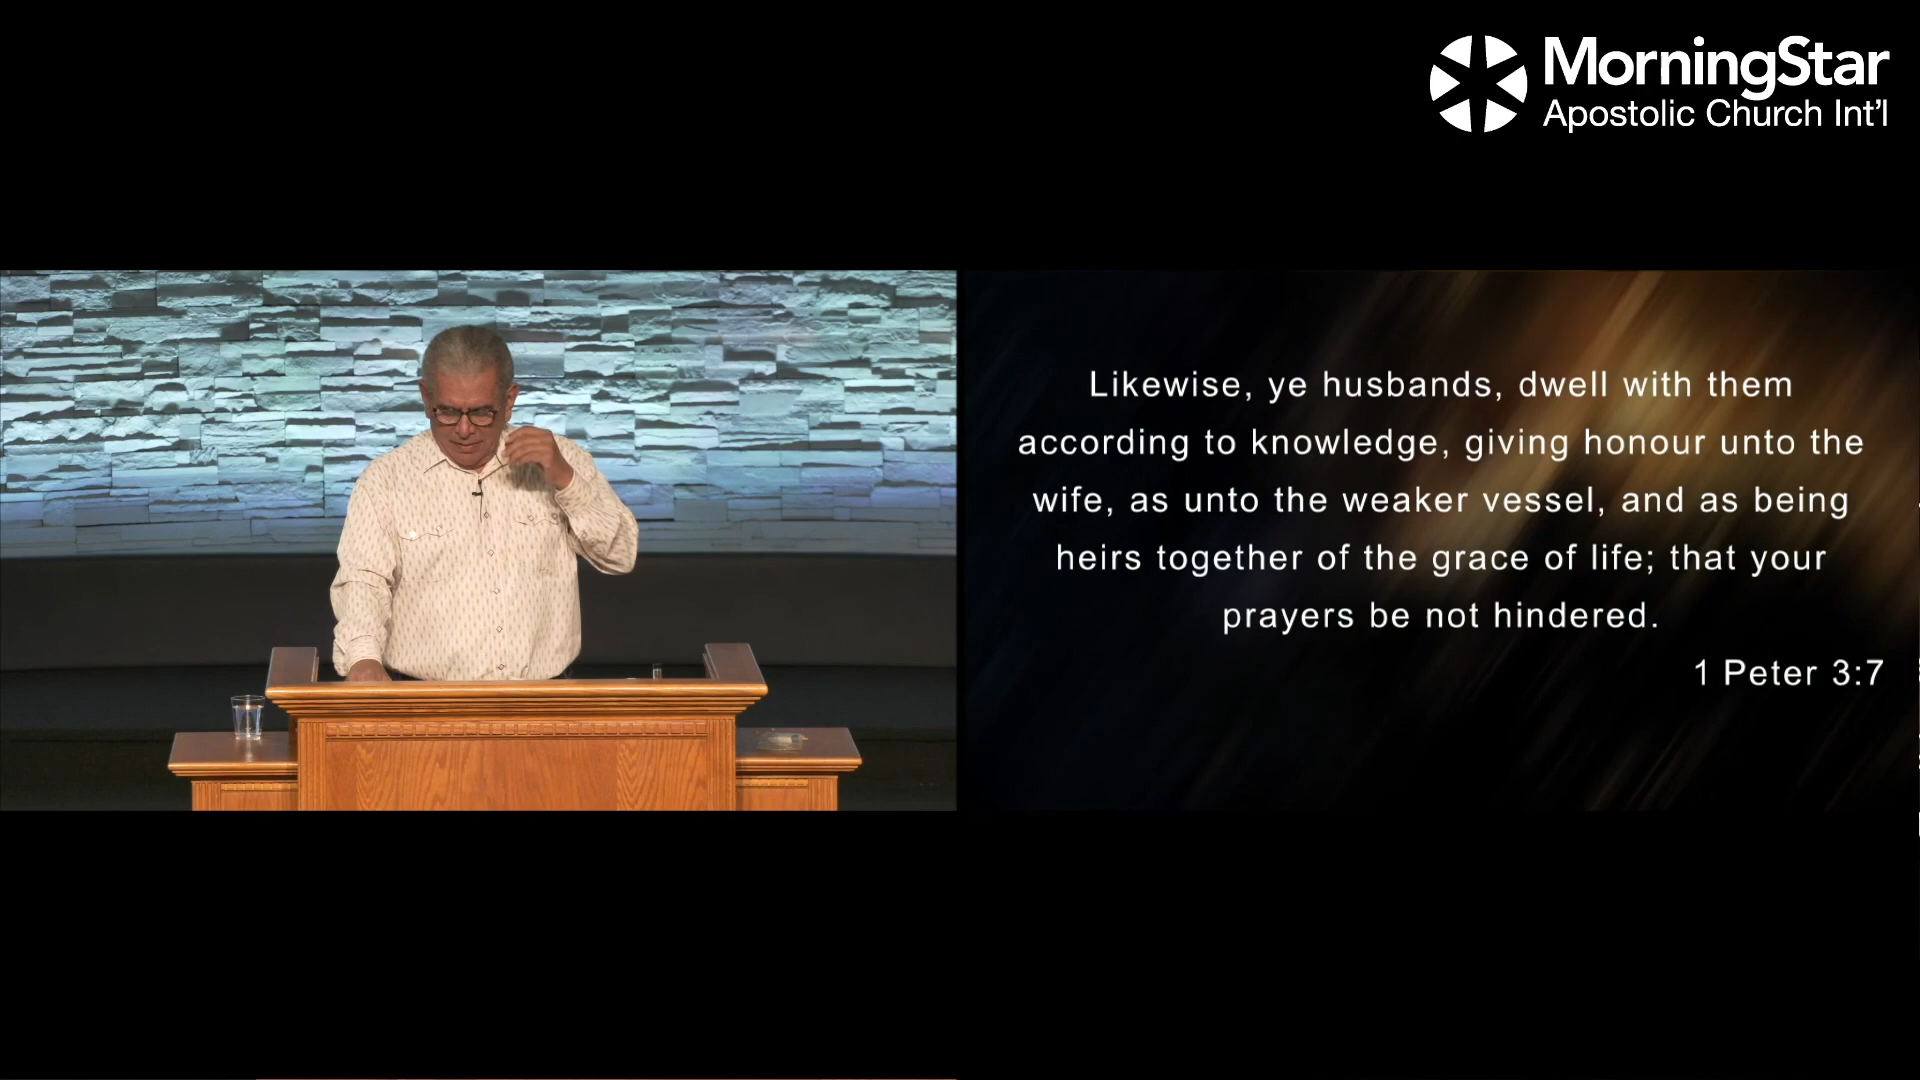 MorningStar
Apostolic Church Int'l
Likewise, ye husbands, dwell with them
according to knowledge, giving honour unto the
wife, as unto the weaker vessel, and as being
heirs together of the grace of life; that your
prayers be not hindered.
1 Peter 3:7